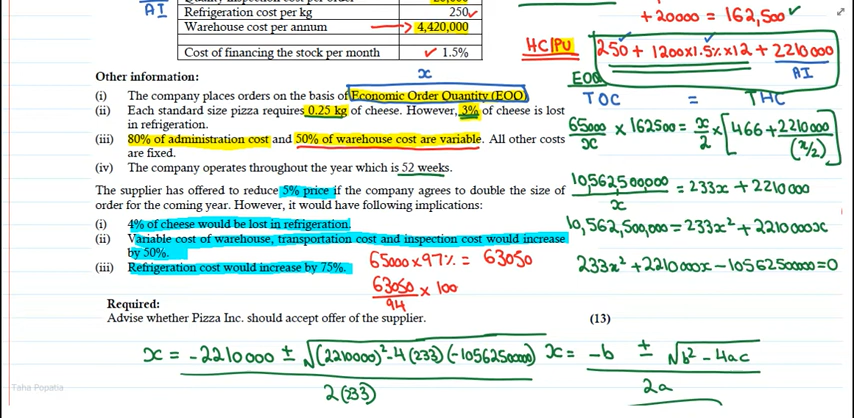 + 20000 = 162,500 ✓
AI
Refrigeration cost per kg 250 ✓
Warehouse cost per annum → 4,420,000
Cost of financing the stock per month ✓ 1.5%
HC/PU 250 + 1200x1.5%x12 + 2210000
AI
Other information:
x
EOQ
(i) The company places orders on the basis of Economic Order Quantity (EOQ)
TOC = THC
(ii) Each standard size pizza requires 0.25 kg of cheese. However, 3% of cheese is lost
in refrigeration.
65000/x x 162500 = x/2 x [466 + 2210000/(x/2)]
(iii) 80% of administration cost and 50% of warehouse cost are variable. All other costs
are fixed.
(iv) The company operates throughout the year which is 52 weeks.
10,562,500,000/x = 233x + 2210000
The supplier has offered to reduce 5% price if the company agrees to double the size of
order for the coming year. However, it would have following implications:
(i) 4% of cheese would be lost in refrigeration.
10,562,500,000 = 233x² + 2210000x
(ii) Variable cost of warehouse, transportation cost and inspection cost would increase
by 50%.
(iii) Refrigeration cost would increase by 75%.
65000 x 97% = 63050
233x² + 2210000x - 10562500000 = 0
63050/94 x 100
Required:
Advise whether Pizza Inc. should accept offer of the supplier. (13)
x = -2210000 ± √(2210000)² - 4(233)(-10562500000)
2(233)
x = -b ± √b² - 4ac
2a
Taha Popatia